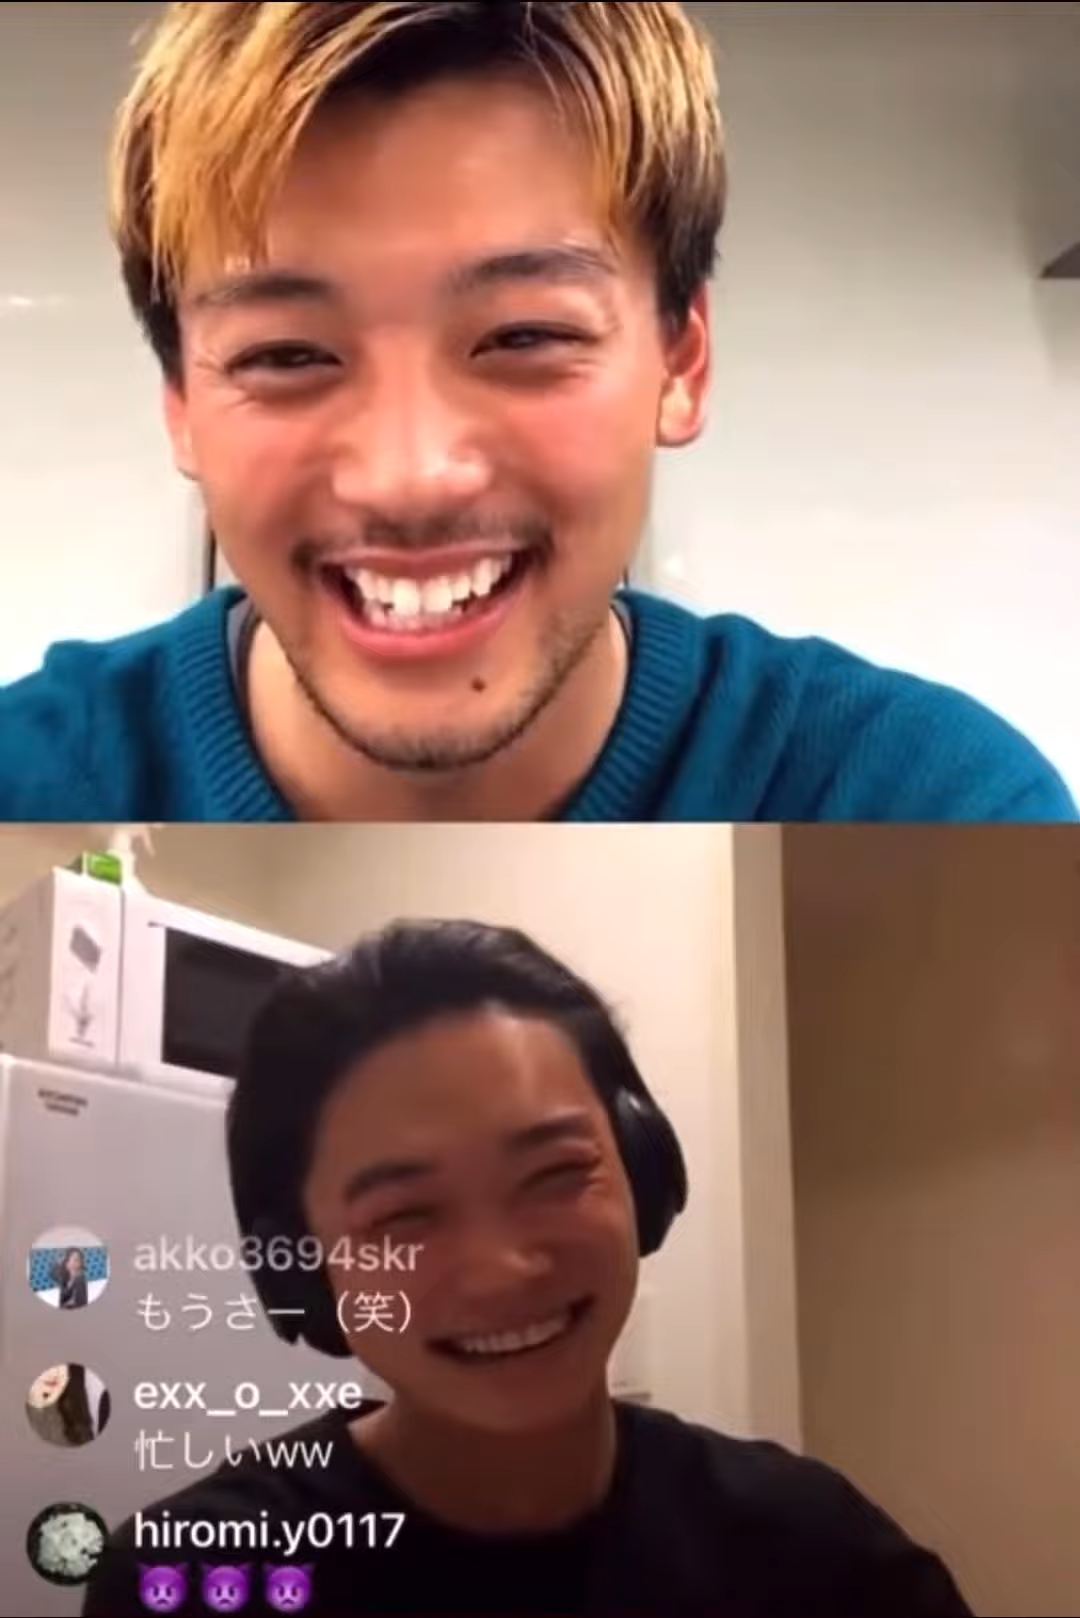 akko3694skr
もうさー（笑）
exx_o_xxe
忙しいww
hiromi.y0117
👿👿👿